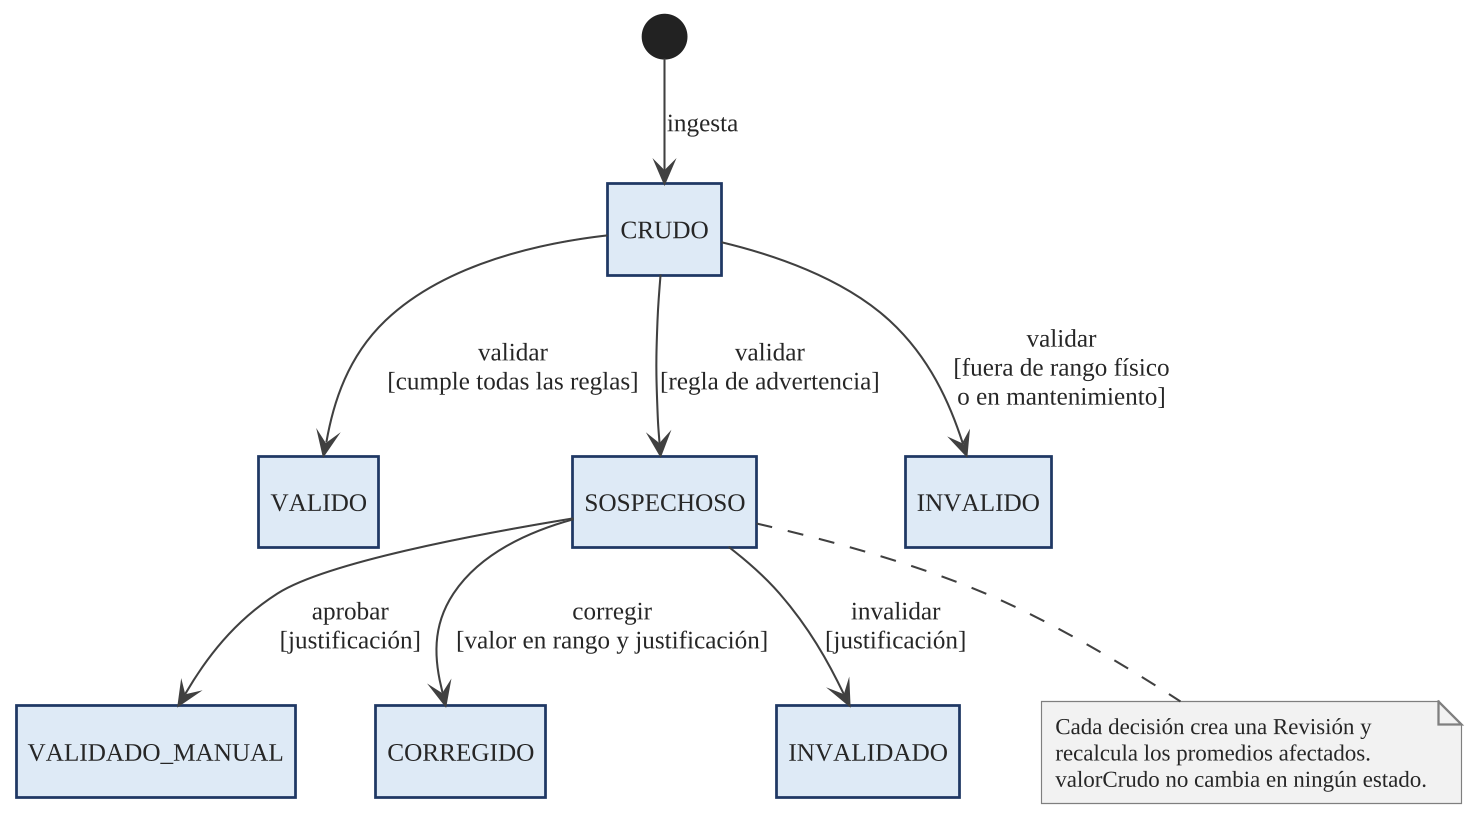 ingesta
CRUDO
validar
[cumple todas las reglas]
validar
[regla de advertencia]
validar
[fuera de rango físico
o en mantenimiento]
VALIDO
SOSPECHOSO
INVALIDO
aprobar
[justificación]
corregir
[valor en rango y justificación]
invalidar
[justificación]
VALIDADO_MANUAL
CORREGIDO
INVALIDADO
Cada decisión crea una Revisión y
recalcula los promedios afectados.
valorCrudo no cambia en ningún estado.